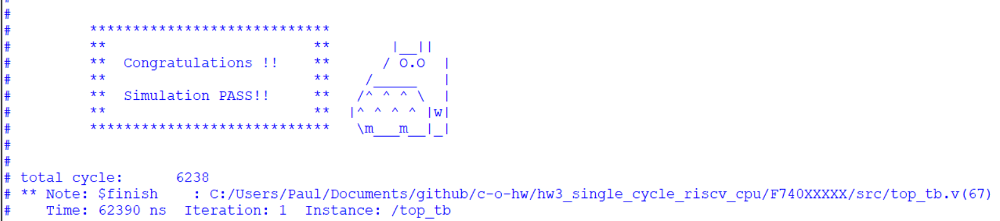 #
#
#          ****************************
#          **                        **        |__||
#          **  Congratulations !!    **       / O.O  |
#          **                        **     /_____   |
#          **  Simulation PASS!!     **    /^ ^ ^ \  |
#          **                        **   |^ ^ ^ ^ |w|
#          ****************************    \m___m__|_|
#
#
# total cycle:      6238
# ** Note: $finish    : C:/Users/Paul/Documents/github/c-o-hw/hw3_single_cycle_riscv_cpu/F740XXXXX/src/top_tb.v(67)
#    Time: 62390 ns  Iteration: 1  Instance: /top_tb